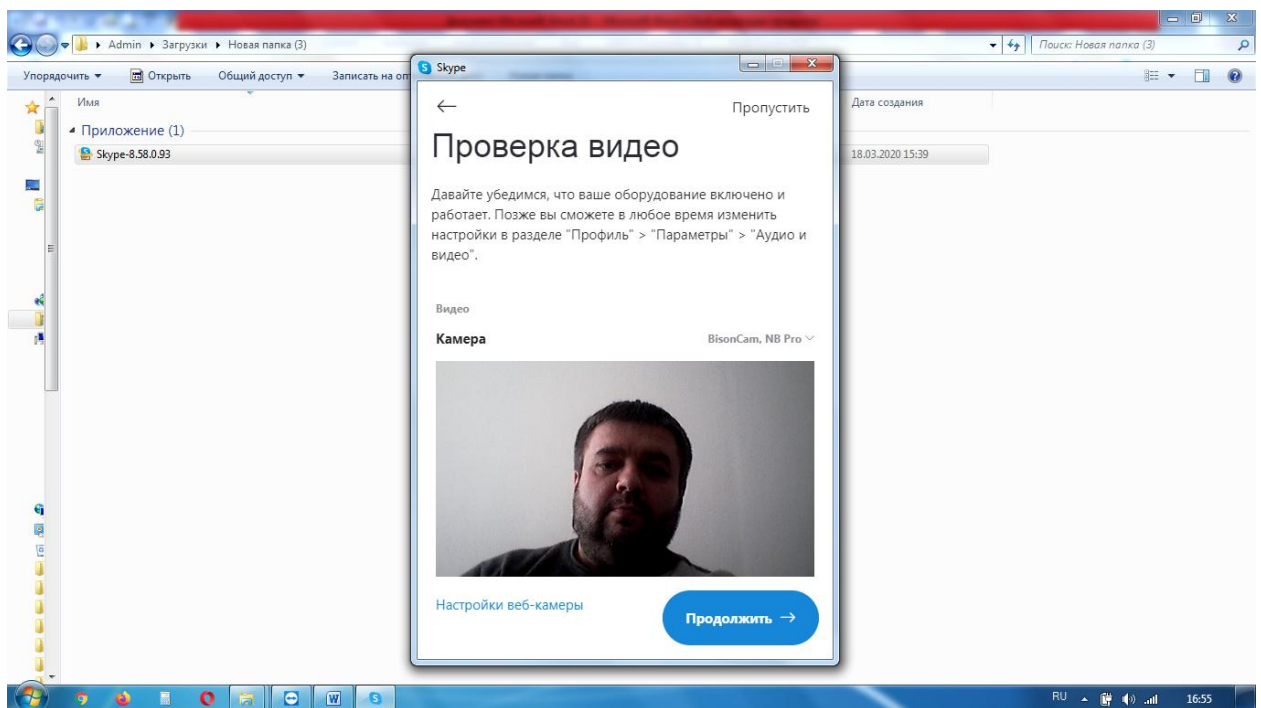 Admin ▸ Загрузки ▸ Новая папка (3)
Поиск: Новая папка (3)
Упорядочить
Открыть
Общий доступ
Записать на оп
Имя
Дата создания
Приложение (1)
Skype-8.58.0.93
18.03.2020 15:39
Skype
Пропустить
Проверка видео
Давайте убедимся, что ваше оборудование включено и
работает. Позже вы сможете в любое время изменить
настройки в разделе "Профиль" > "Параметры" > "Аудио и
видео".
Видео
Камера
BisonCam, NB Pro
Настройки веб-камеры
Продолжить →
RU
16:55